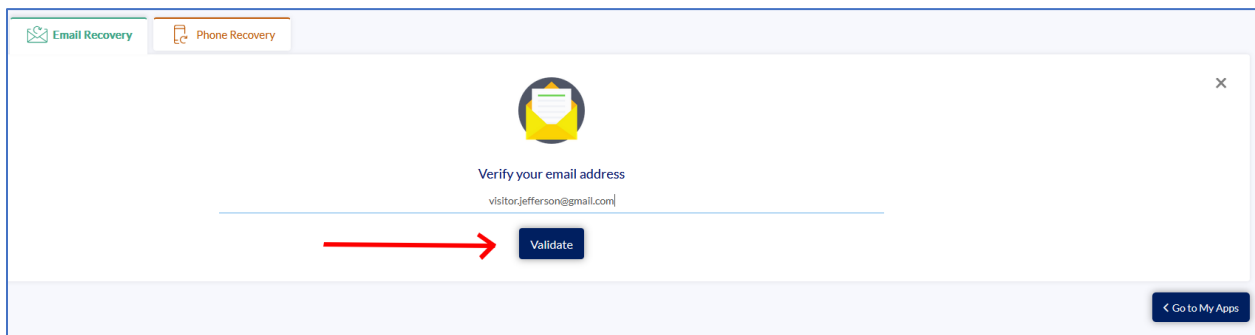 Email Recovery
Phone Recovery
Verify your email address
visitor.jefferson@gmail.com
Validate
Go to My Apps